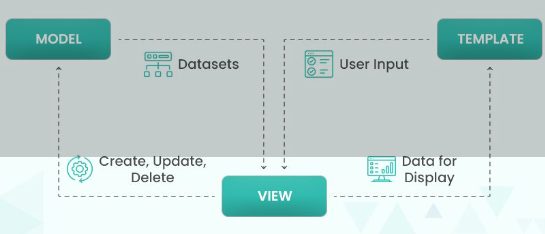 MODEL
TEMPLATE
Datasets
User Input
Create, Update,
Delete
Data for
Display
VIEW